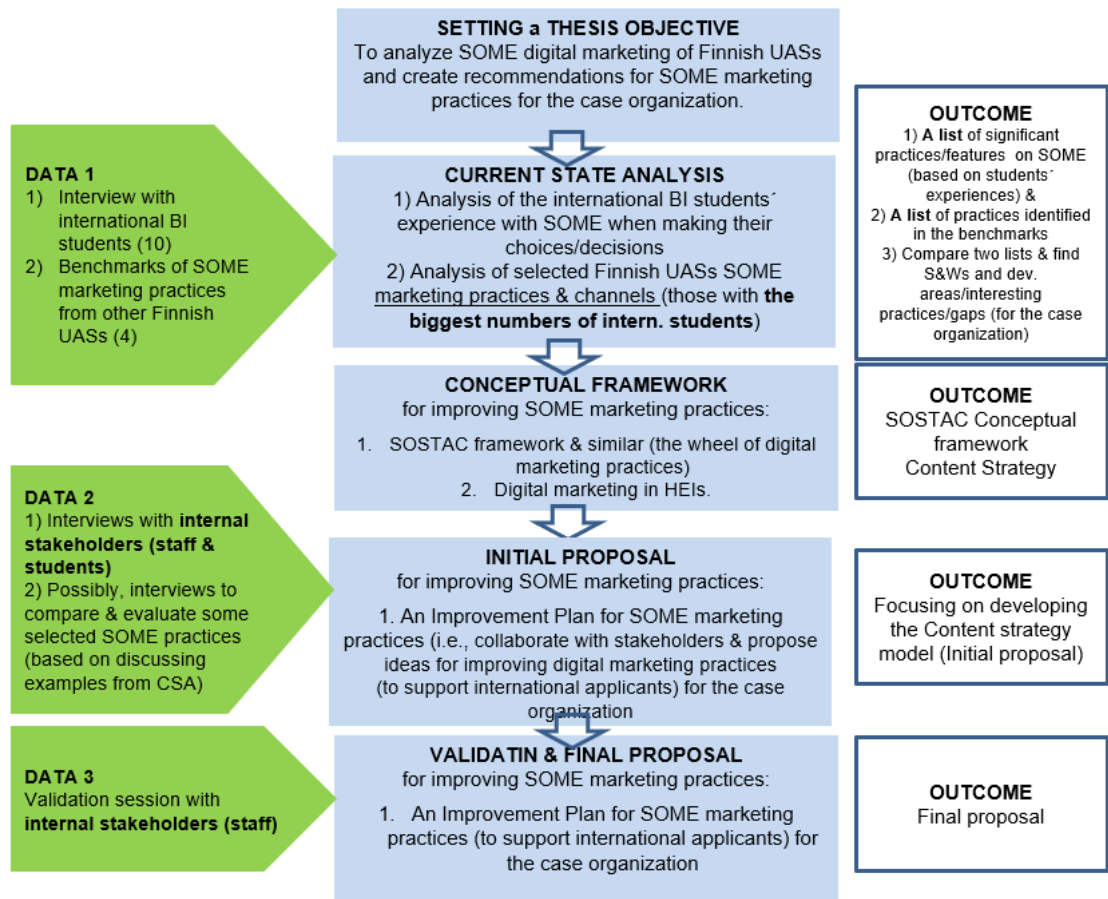 SETTING a THESIS OBJECTIVE
To analyze SOME digital marketing of Finnish UASs
and create recommendations for SOME marketing
practices for the case organization.
DATA 1
1) Interview with
international BI
students (10)
2) Benchmarks of SOME
marketing practices
from other Finnish
UASs (4)
CURRENT STATE ANALYSIS
1) Analysis of the international BI students´
experience with SOME when making their
choices/decisions
2) Analysis of selected Finnish UASs SOME
marketing practices & channels (those with the
biggest numbers of intern. students)
OUTCOME
1) A list of significant
practices/features on SOME
(based on students´
experiences) &
2) A list of practices identified
in the benchmarks
3) Compare two lists & find
S&Ws and dev.
areas/interesting
practices/gaps (for the case
organization)
CONCEPTUAL FRAMEWORK
for improving SOME marketing practices:
1. SOSTAC framework & similar (the wheel of digital
marketing practices)
2. Digital marketing in HEIs.
OUTCOME
SOSTAC Conceptual
framework
Content Strategy
DATA 2
1) Interviews with internal
stakeholders (staff &
students)
2) Possibly, interviews to
compare & evaluate some
selected SOME practices
(based on discussing
examples from CSA)
INITIAL PROPOSAL
for improving SOME marketing practices:
1. An Improvement Plan for SOME marketing
practices (i.e., collaborate with stakeholders & propose
ideas for improving digital marketing practices
(to support international applicants) for the case
organization
OUTCOME
Focusing on developing
the Content strategy
model (Initial proposal)
DATA 3
Validation session with
internal stakeholders (staff)
VALIDATIN & FINAL PROPOSAL
for improving SOME marketing practices:
1. An Improvement Plan for SOME marketing
practices (to support international applicants) for
the case organization
OUTCOME
Final proposal